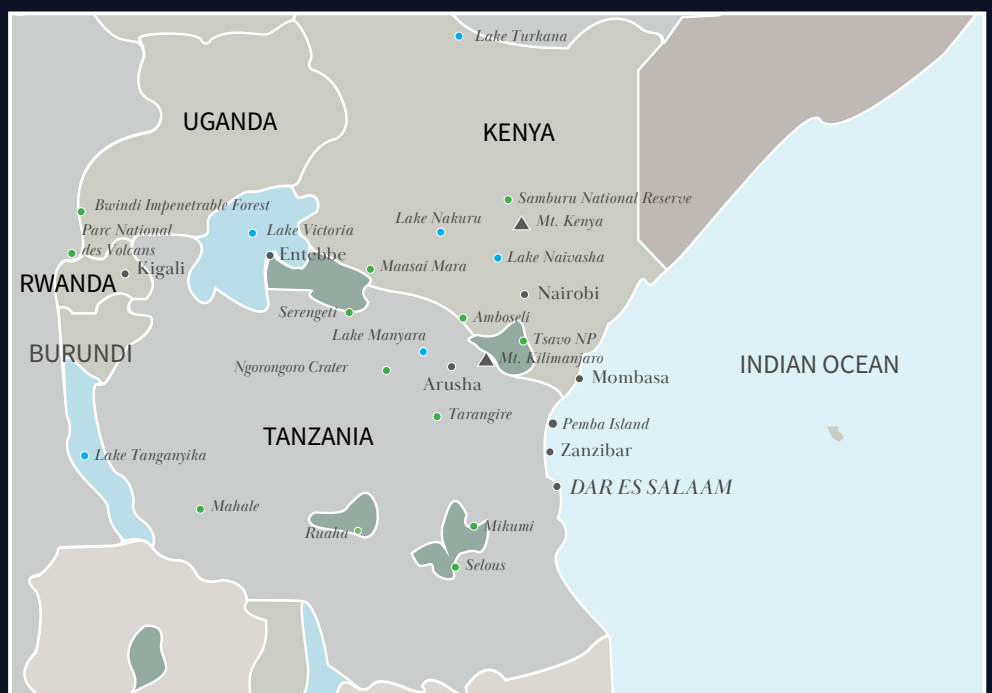 Lake Turkana
UGANDA
KENYA
Samburu National Reserve
Bwindi Impenetrable Forest
Lake Nakuru
Mt. Kenya
Parc National
des Volcans
Lake Victoria
Entebbe
Lake Naivasha
Kigali
Maasai Mara
RWANDA
Nairobi
Serengeti
Amboseli
Lake Manyara
Tsavo NP
BURUNDI
Mt. Kilimanjaro
INDIAN OCEAN
Ngorongoro Crater
Arusha
Mombasa
Tarangire
Pemba Island
TANZANIA
Zanzibar
Lake Tanganyika
DAR ES SALAAM
Mahale
Mikumi
Ruaha
Selous